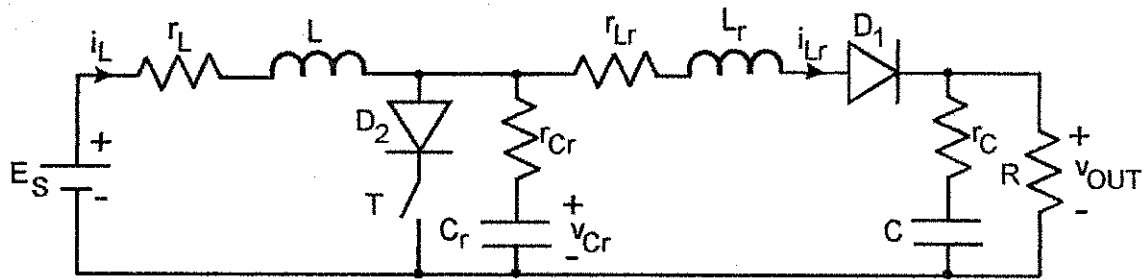 i_L
r_L
L
r_Lr
L_r
i_Lr
D_1
D_2
r_Cr
r_C
E_S
+
-
T
C_r
+
v_Cr
-
C
R
+
v_OUT
-